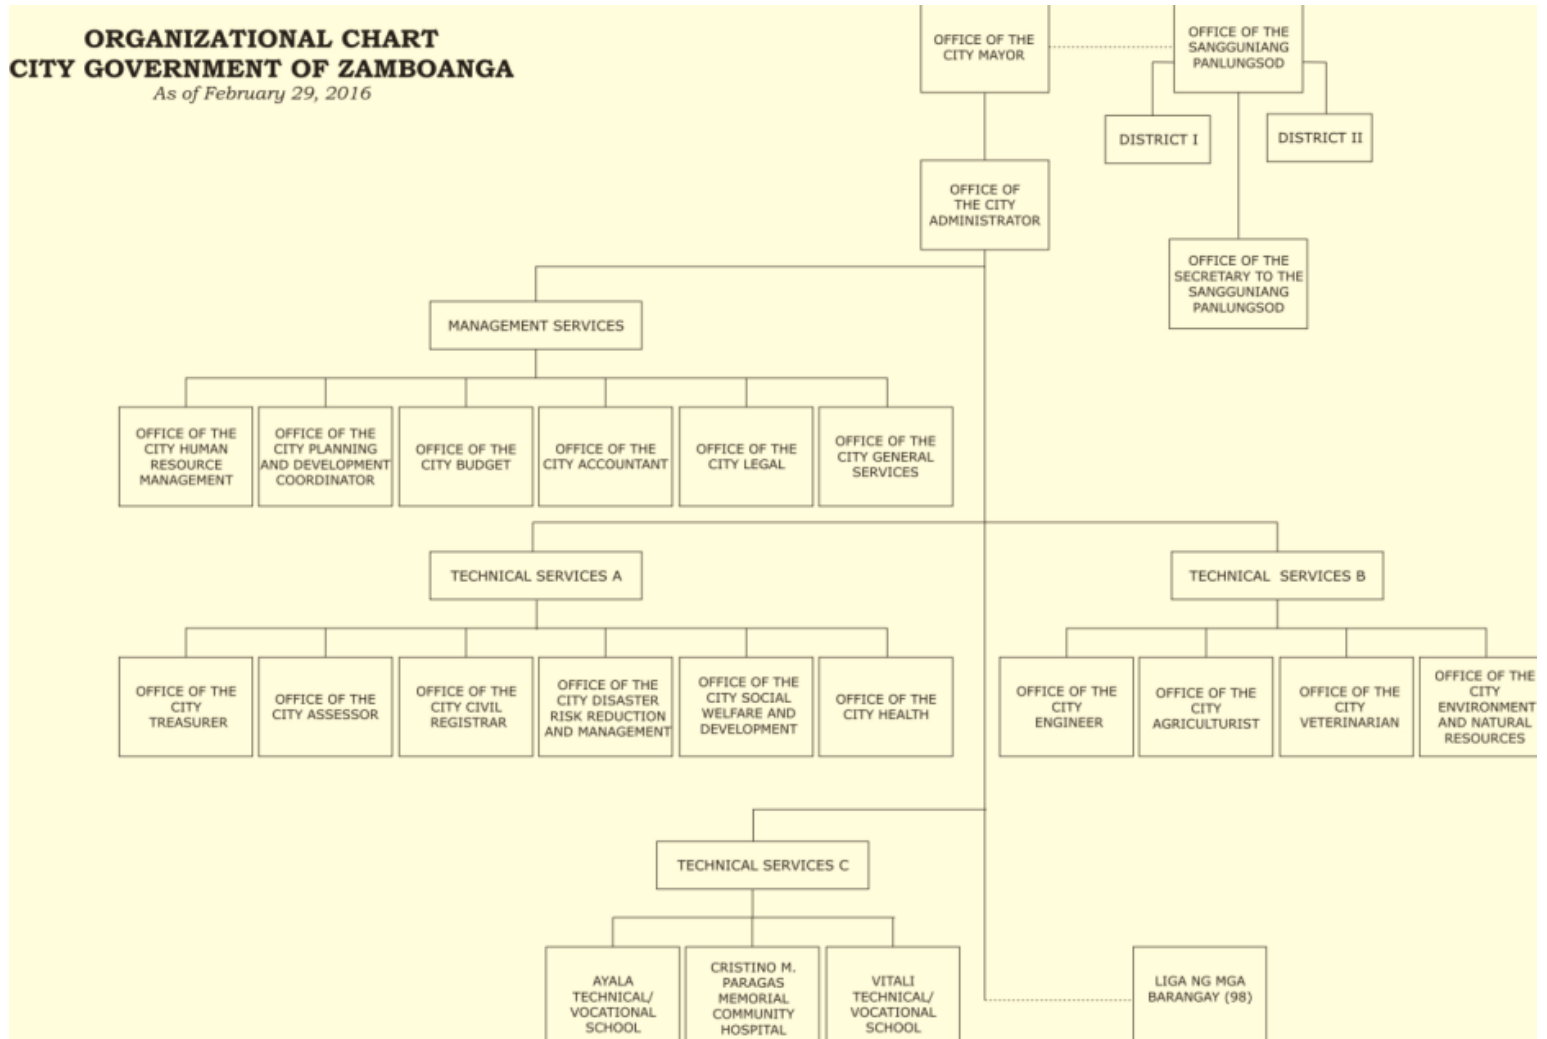 ORGANIZATIONAL CHART
CITY GOVERNMENT OF ZAMBOANGA
As of February 29, 2016
OFFICE OF THE
CITY MAYOR
OFFICE OF THE
SANGGUNIANG
PANLUNGSOD
DISTRICT I
DISTRICT II
OFFICE OF
THE CITY
ADMINISTRATOR
OFFICE OF THE
SECRETARY TO THE
SANGGUNIANG
PANLUNGSOD
MANAGEMENT SERVICES
OFFICE OF THE
CITY HUMAN
RESOURCE
MANAGEMENT
OFFICE OF THE
CITY PLANNING
AND DEVELOPMENT
COORDINATOR
OFFICE OF THE
CITY BUDGET
OFFICE OF THE
CITY ACCOUNTANT
OFFICE OF THE
CITY LEGAL
OFFICE OF THE
CITY GENERAL
SERVICES
TECHNICAL SERVICES A
TECHNICAL  SERVICES B
OFFICE OF THE
CITY
TREASURER
OFFICE OF THE
CITY ASSESSOR
OFFICE OF THE
CITY CIVIL
REGISTRAR
OFFICE OF THE
CITY DISASTER
RISK REDUCTION
AND MANAGEMENT
OFFICE OF THE
CITY SOCIAL
WELFARE AND
DEVELOPMENT
OFFICE OF THE
CITY HEALTH
OFFICE OF THE
CITY
ENGINEER
OFFICE OF THE
CITY
AGRICULTURIST
OFFICE OF THE
CITY
VETERINARIAN
OFFICE OF THE
CITY
ENVIRONMENT
AND NATURAL
RESOURCES
TECHNICAL SERVICES C
AYALA
TECHNICAL/
VOCATIONAL
SCHOOL
CRISTINO M.
PARAGAS
MEMORIAL
COMMUNITY
HOSPITAL
VITALI
TECHNICAL/
VOCATIONAL
SCHOOL
LIGA NG MGA
BARANGAY (98)